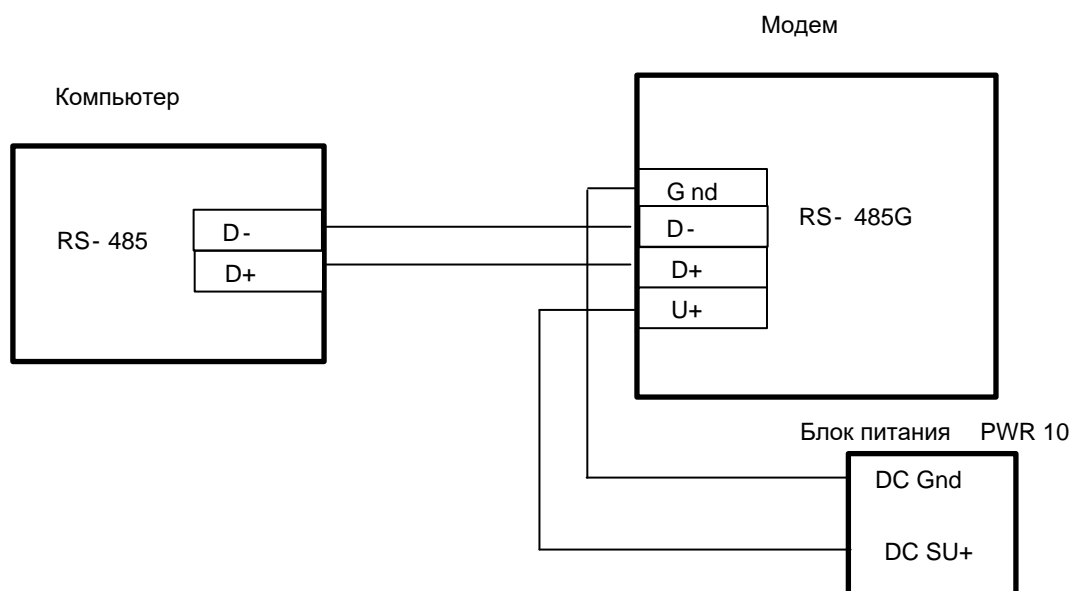 Модем
Компьютер
RS- 485
D-
D+
G nd
D-
D+
U+
RS- 485G
Блок питания PWR 10
DC Gnd
DC SU+